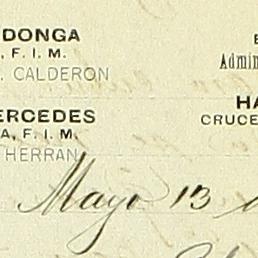 DONGA
, F. I. M.
. CALDERON
Admin
ERCEDES
HA
A, F. I. M.
CRUCE
HERRAN
Mayo 13